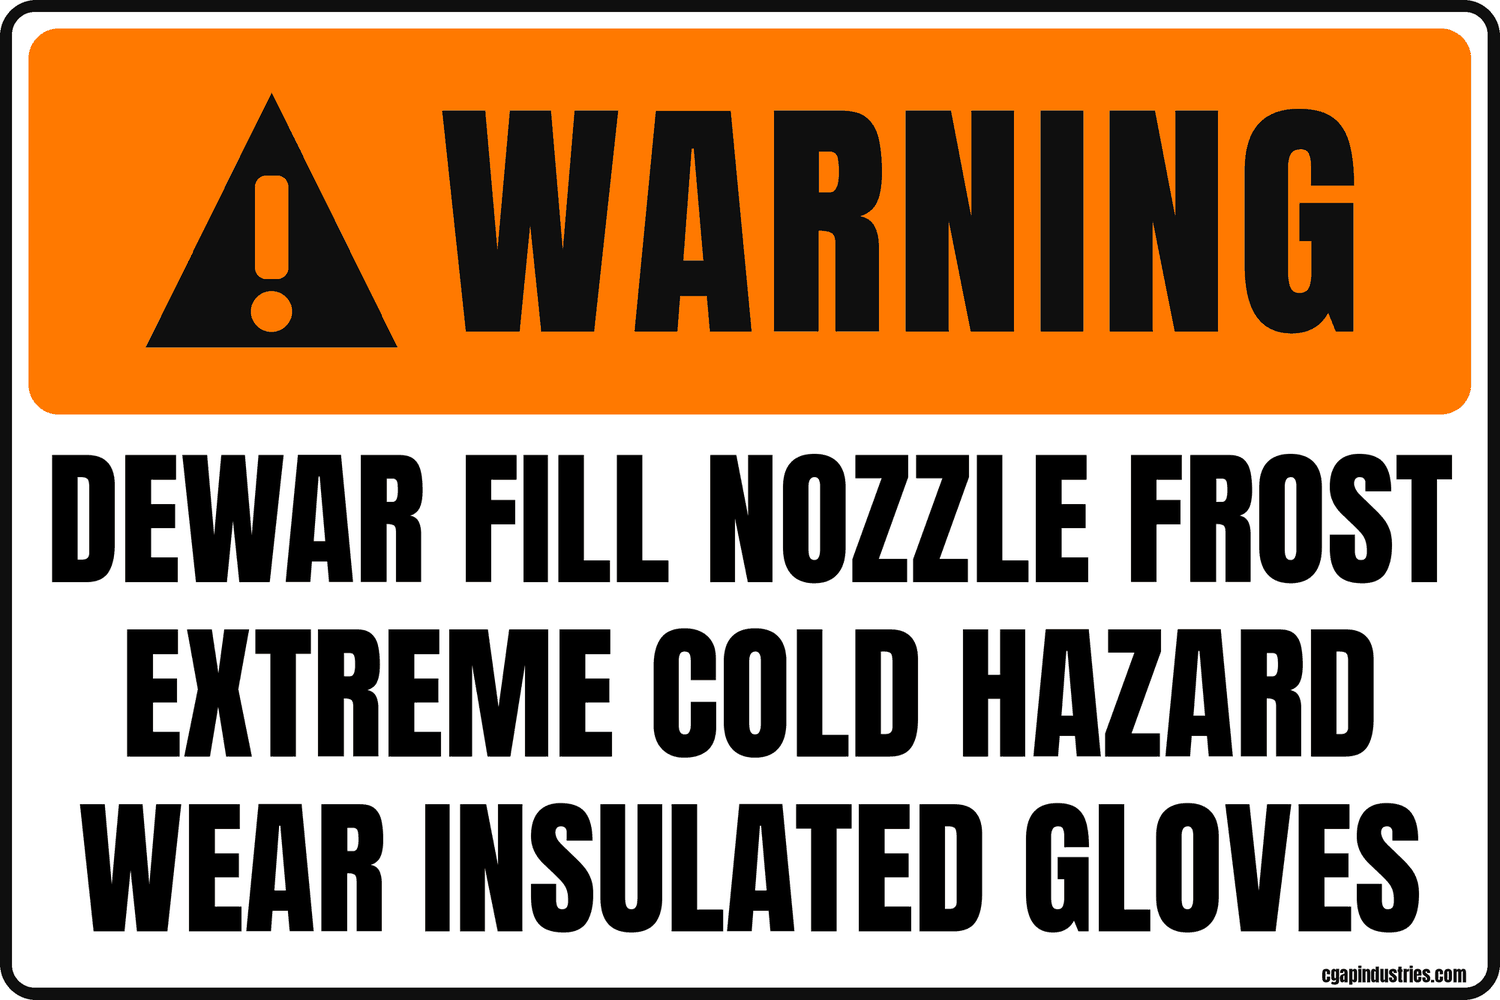 WARNING
DEWAR FILL NOZZLE FROST
EXTREME COLD HAZARD
WEAR INSULATED GLOVES
cgapindustries.com